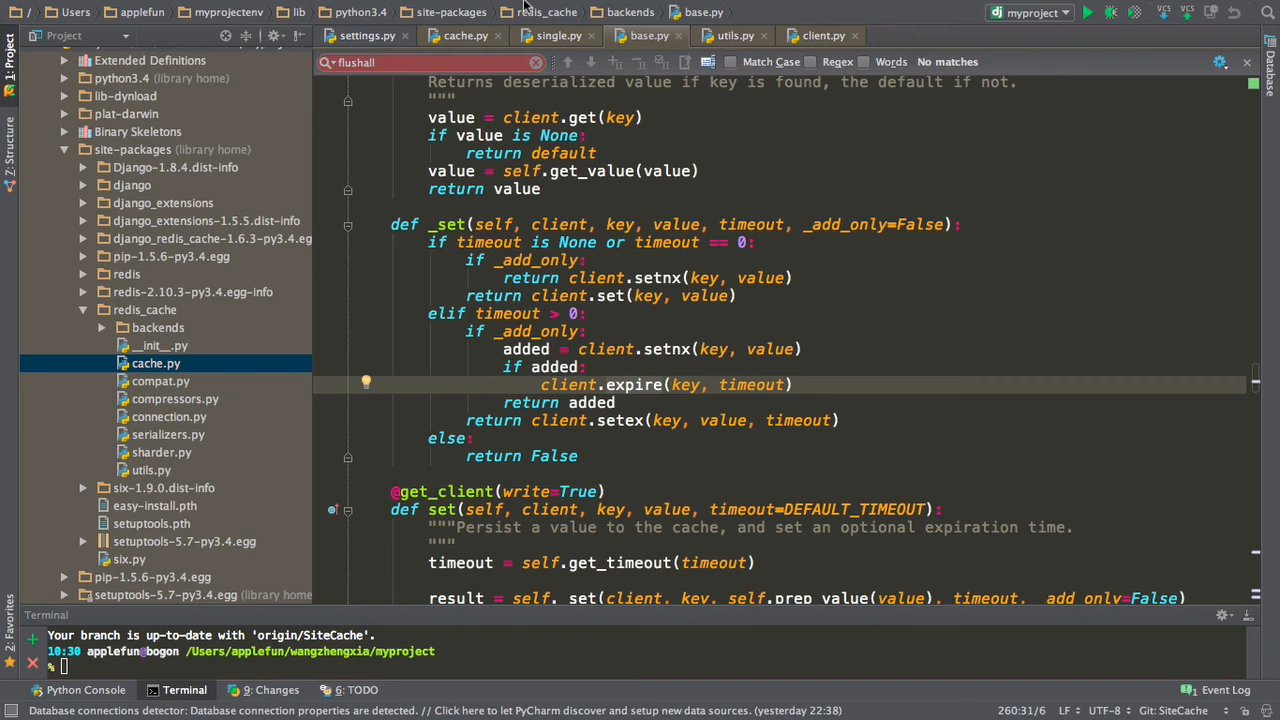 / Users applefun myprojectenv lib python3.4 site-packages redis_cache backends base.py myproject
1: Project
Project
settings.py cache.py single.py base.py utils.py client.py
flushall Match Case Regex Words No matches
Extended Definitions
python3.4 (library home)
lib-dynload
plat-darwin
Binary Skeletons
site-packages (library home)
Django-1.8.4.dist-info
django
django_extensions
django_extensions-1.5.5.dist-info
django_redis_cache-1.6.3-py3.4.eg
pip-1.5.6-py3.4.egg
redis
redis-2.10.3-py3.4.egg-info
redis_cache
backends
__init__.py
cache.py
compat.py
compressors.py
connection.py
serializers.py
sharder.py
utils.py
six-1.9.0.dist-info
easy-install.pth
setuptools.pth
setuptools-5.7-py3.4.egg
six.py
pip-1.5.6-py3.4.egg
setuptools-5.7-py3.4.egg (library home)
Z: Structure
2: Favorites
Database
Returns deserialized value if key is found, the default if not.
"""
value = client.get(key)
if value is None:
return default
value = self.get_value(value)
return value
def _set(self, client, key, value, timeout, _add_only=False):
if timeout is None or timeout == 0:
if _add_only:
return client.setnx(key, value)
return client.set(key, value)
elif timeout > 0:
if _add_only:
added = client.setnx(key, value)
if added:
client.expire(key, timeout)
return added
return client.setex(key, value, timeout)
else:
return False
@get_client(write=True)
def set(self, client, key, value, timeout=DEFAULT_TIMEOUT):
"""Persist a value to the cache, and set an optional expiration time.
"""
timeout = self.get_timeout(timeout)
result = self._set(client, key, self.prep_value(value), timeout, _add_only=False)
Terminal
Your branch is up-to-date with 'origin/SiteCache'.
10:30 applefun@bogon /Users/applefun/wangzhengxia/myproject
%
Python Console Terminal 9: Changes 6: TODO 1 Event Log
Database connections detector: Database connection properties are detected. // Click here to let PyCharm discover and setup new data sources. (yesterday 22:38) 260:31/6 LF UTF-8 Git: SiteCache